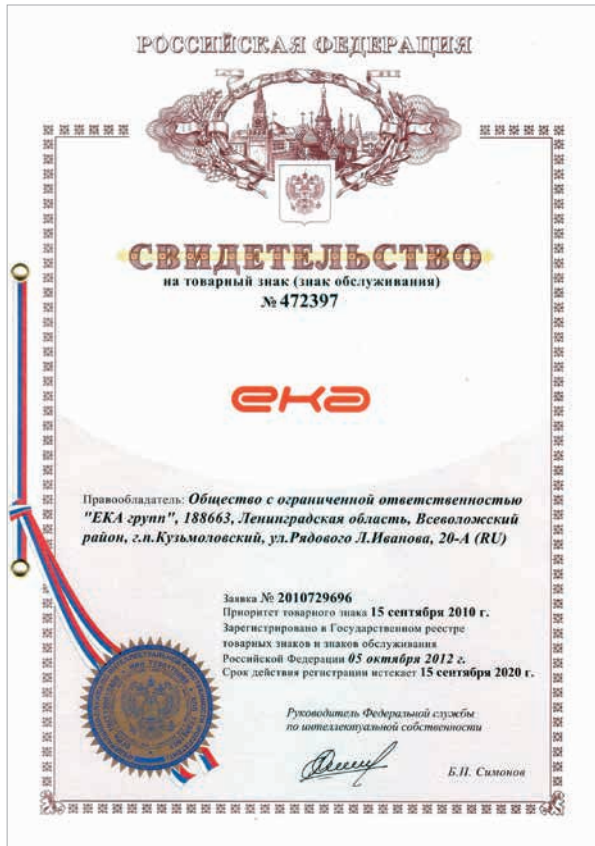 РОССИЙСКАЯ ФЕДЕРАЦИЯ
СВИДЕТЕЛЬСТВО
на товарный знак (знак обслуживания)
№ 472397
ека
Правообладатель: Общество с ограниченной ответственностью
"ЕКА групп", 188663, Ленинградская область, Всеволожский
район, г.п.Кузьмоловский, ул.Рядового Л.Иванова, 20-А (RU)
Заявка № 2010729696
Приоритет товарного знака 15 сентября 2010 г.
Зарегистрировано в Государственном реестре
товарных знаков и знаков обслуживания
Российской Федерации 05 октября 2012 г.
Срок действия регистрации истекает 15 сентября 2020 г.
Руководитель Федеральной службы
по интеллектуальной собственности
Б.П. Симонов